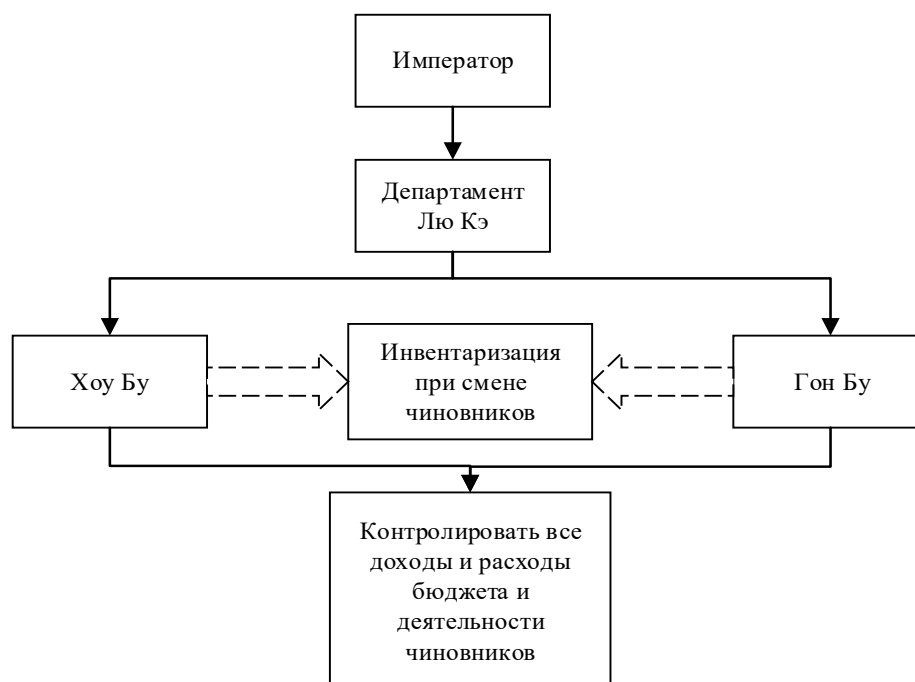 Император
Департамент
Лю Кэ
Хоу Бу
Инвентаризация
при смене
чиновников
Гон Бу
Контролировать все
доходы и расходы
бюджета и
деятельности
чиновников